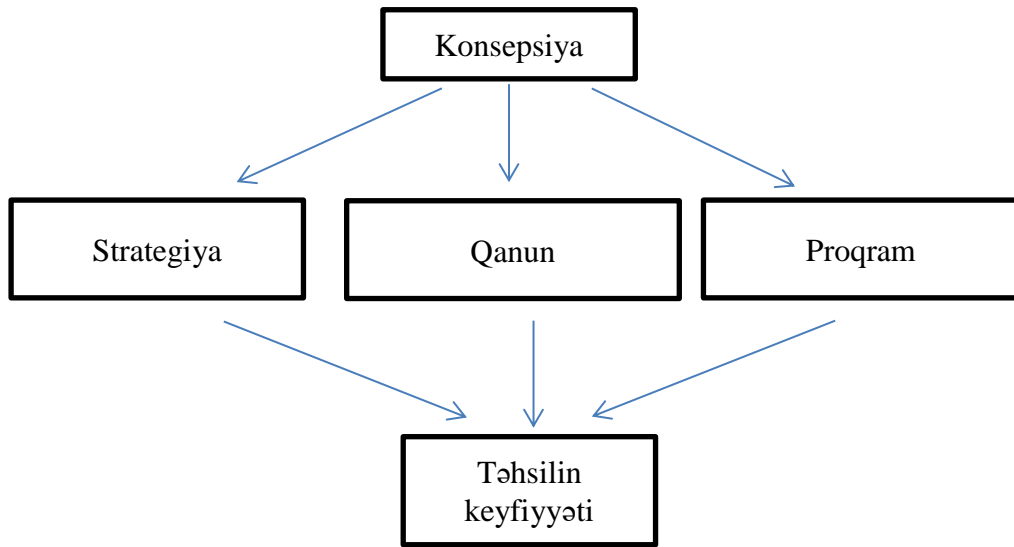 Konsepsiya
Strategiya
Qanun
Proqram
Təhsilin
keyfiyyəti